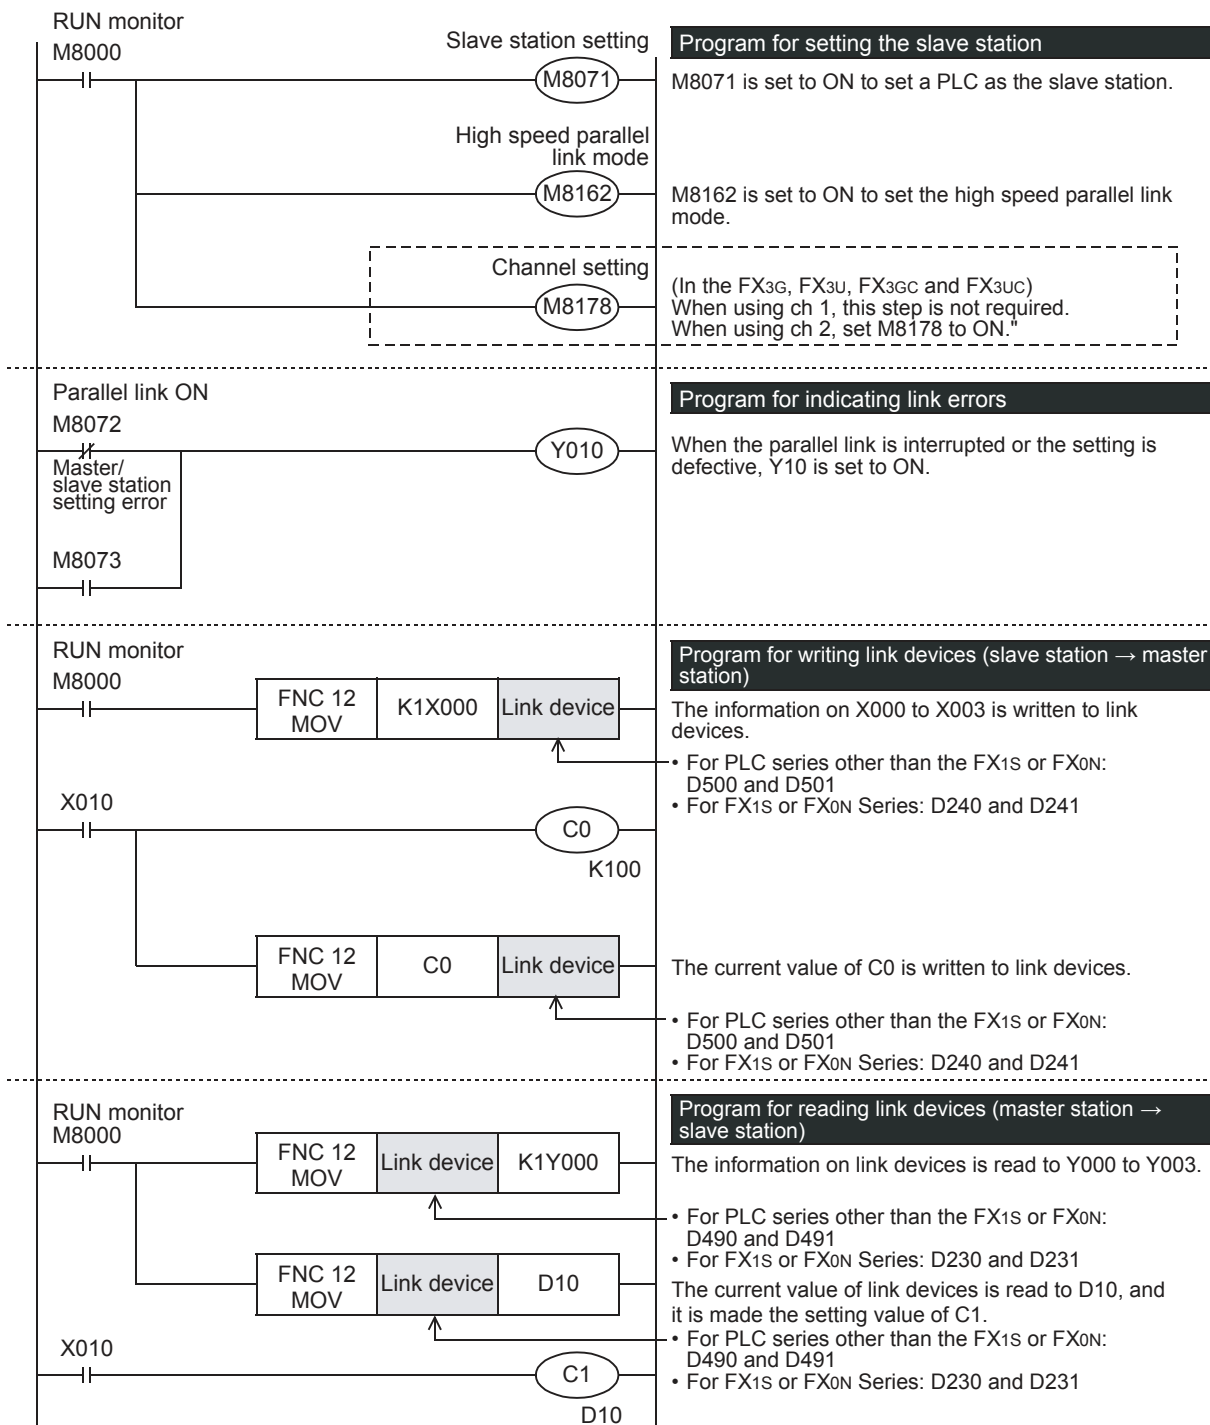 RUN monitor
M8000
Slave station setting
M8071
Program for setting the slave station
M8071 is set to ON to set a PLC as the slave station.
High speed parallel
link mode
M8162
M8162 is set to ON to set the high speed parallel link
mode.
Channel setting
M8178
(In the FX3G, FX3U, FX3GC and FX3UC)
When using ch 1, this step is not required.
When using ch 2, set M8178 to ON."
Parallel link ON
M8072
Master/
slave station
setting error
M8073
Y010
Program for indicating link errors
When the parallel link is interrupted or the setting is
defective, Y10 is set to ON.
RUN monitor
M8000
FNC 12
MOV
K1X000
Link device
Program for writing link devices (slave station → master
station)
The information on X000 to X003 is written to link
devices.
• For PLC series other than the FX1S or FX0N:
D500 and D501
• For FX1S or FX0N Series: D240 and D241
X010
C0
K100
FNC 12
MOV
C0
Link device
The current value of C0 is written to link devices.
• For PLC series other than the FX1S or FX0N:
D500 and D501
• For FX1S or FX0N Series: D240 and D241
RUN monitor
M8000
FNC 12
MOV
Link device
K1Y000
Program for reading link devices (master station →
slave station)
The information on link devices is read to Y000 to Y003.
• For PLC series other than the FX1S or FX0N:
D490 and D491
• For FX1S or FX0N Series: D230 and D231
FNC 12
MOV
Link device
D10
The current value of link devices is read to D10, and
it is made the setting value of C1.
• For PLC series other than the FX1S or FX0N:
D490 and D491
• For FX1S or FX0N Series: D230 and D231
X010
C1
D10